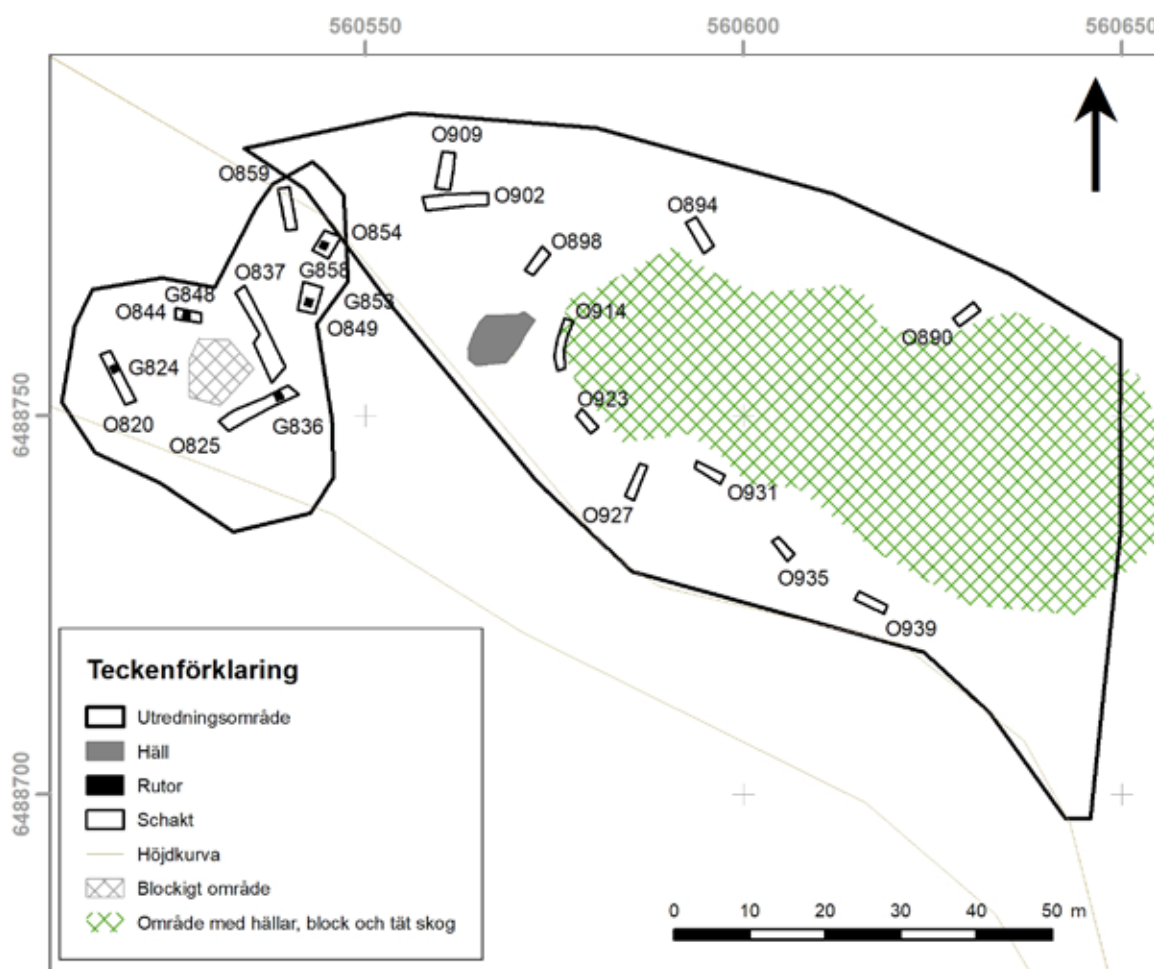 560550
560600
560650
O909
O859
O902
O894
O854
O898
O837
G858
G848
G853
O844
O914
O849
O890
G824
O923
O820
G836
O825
O931
O927
O935
O939
6488750
6488700
Teckenförklaring
Utredningsområde
Häll
Rutor
Schakt
Höjdkurva
Blockigt område
Område med hällar, block och tät skog
0 10 20 30 40 50 m